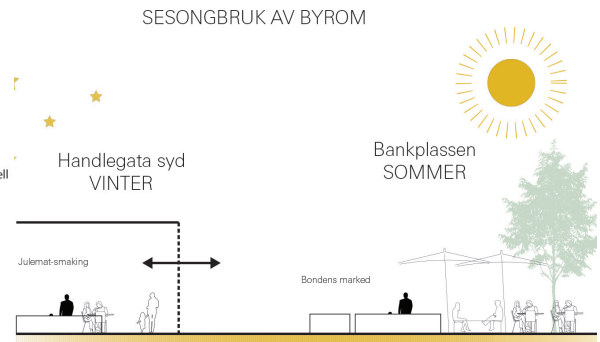 SESONGBRUK AV BYROM
Handlegata syd
VINTER
Bankplassen
SOMMER
Julemat-smaking
Bondens marked